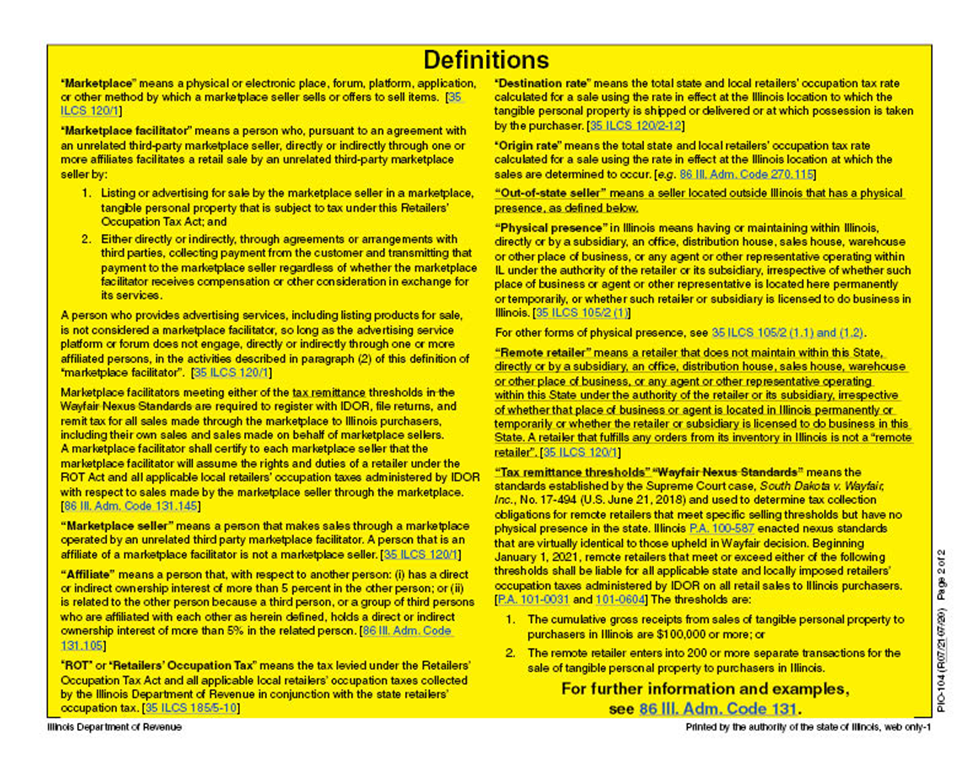 Definitions
"Marketplace" means a physical or electronic place, forum, platform, application,
or other method by which a marketplace seller sells or offers to sell items. [35
ILCS 120/1]
"Marketplace facilitator" means a person who, pursuant to an agreement with
an unrelated third-party marketplace seller, directly or indirectly through one or
more affiliates facilitates a retail sale by an unrelated third-party marketplace
seller by:
1. Listing or advertising for sale by the marketplace seller in a marketplace,
tangible personal property that is subject to tax under this Retailers'
Occupation Tax Act; and
2. Either directly or indirectly, through agreements or arrangements with
third parties, collecting payment from the customer and transmitting that
payment to the marketplace seller regardless of whether the marketplace
facilitator receives compensation or other consideration in exchange for
its services.
A person who provides advertising services, including listing products for sale,
is not considered a marketplace facilitator, so long as the advertising service
platform or forum does not engage, directly or indirectly through one or more
affiliated persons, in the activities described in paragraph (2) of this definition of
"marketplace facilitator". [35 ILCS 120/1]
Marketplace facilitators meeting either of the tax remittance thresholds in the
Wayfair Nexus Standards are required to register with IDOR, file returns, and
remit tax for all sales made through the marketplace to Illinois purchasers,
including their own sales and sales made on behalf of marketplace sellers.
A marketplace facilitator shall certify to each marketplace seller that the
marketplace facilitator will assume the rights and duties of a retailer under the
ROT Act and all applicable local retailers' occupation taxes administered by IDOR
with respect to sales made by the marketplace seller through the marketplace.
[86 Ill. Adm. Code 131.145]
"Marketplace seller" means a person that makes sales through a marketplace
operated by an unrelated third party marketplace facilitator. A person that is an
affiliate of a marketplace facilitator is not a marketplace seller. [35 ILCS 120/1]
"Affiliate" means a person that, with respect to another person: (i) has a direct
or indirect ownership interest of more than 5 percent in the other person; or (ii)
is related to the other person because a third person, or a group of third persons
who are affiliated with each other as herein defined, holds a direct or indirect
ownership interest of more than 5% in the related person. [86 Ill. Adm. Code
131.105]
"ROT" or "Retailers' Occupation Tax" means the tax levied under the Retailers'
Occupation Tax Act and all applicable local retailers' occupation taxes collected
by the Illinois Department of Revenue in conjunction with the state retailers'
occupation tax. [35 ILCS 185/5-10]
"Destination rate" means the total state and local retailers' occupation tax rate
calculated for a sale using the rate in effect at the Illinois location to which the
tangible personal property is shipped or delivered or at which possession is taken
by the purchaser. [35 ILCS 120/2-12]
"Origin rate" means the total state and local retailers' occupation tax rate
calculated for a sale using the rate in effect at the Illinois location at which the
sales are determined to occur. [e.g. 86 Ill. Adm. Code 270.115]
"Out-of-state seller" means a seller located outside Illinois that has a physical
presence, as defined below.
"Physical presence" in Illinois means having or maintaining within Illinois,
directly or by a subsidiary, an office, distribution house, sales house, warehouse
or other place of business, or any agent or other representative operating within
IL under the authority of the retailer or its subsidiary, irrespective of whether such
place of business or agent or other representative is located here permanently
or temporarily, or whether such retailer or subsidiary is licensed to do business in
Illinois. [35 ILCS 105/2 (1)]
For other forms of physical presence, see 35 ILCS 105/2 (1.1) and (1.2).
"Remote retailer" means a retailer that does not maintain within this State,
directly or by a subsidiary, an office, distribution house, sales house, warehouse
or other place of business, or any agent or other representative operating
within this State under the authority of the retailer or its subsidiary, irrespective
of whether that place of business or agent is located in Illinois permanently or
temporarily or whether the retailer or subsidiary is licensed to do business in this
State. A retailer that fulfills any orders from its inventory in Illinois is not a "remote
retailer". [35 ILCS 120/1]
"Tax remittance thresholds" "Wayfair Nexus Standards" means the
standards established by the Supreme Court case, South Dakota v. Wayfair,
Inc., No. 17-494 (U.S. June 21, 2018) and used to determine tax collection
obligations for remote retailers that meet specific selling thresholds but have no
physical presence in the state. Illinois P.A. 100-587 enacted nexus standards
that are virtually identical to those upheld in Wayfair decision. Beginning
January 1, 2021, remote retailers that meet or exceed either of the following
thresholds shall be liable for all applicable state and locally imposed retailers'
occupation taxes administered by IDOR on all retail sales to Illinois purchasers.
[P.A. 101-0031 and 101-0604] The thresholds are:
1. The cumulative gross receipts from sales of tangible personal property to
purchasers in Illinois are $100,000 or more; or
2. The remote retailer enters into 200 or more separate transactions for the
sale of tangible personal property to purchasers in Illinois.
For further information and examples,
see 86 Ill. Adm. Code 131.
PIO-104 (R07/2107/20) Page 2 of 2
Illinois Department of Revenue
Printed by the authority of the state of Illinois, web only-1